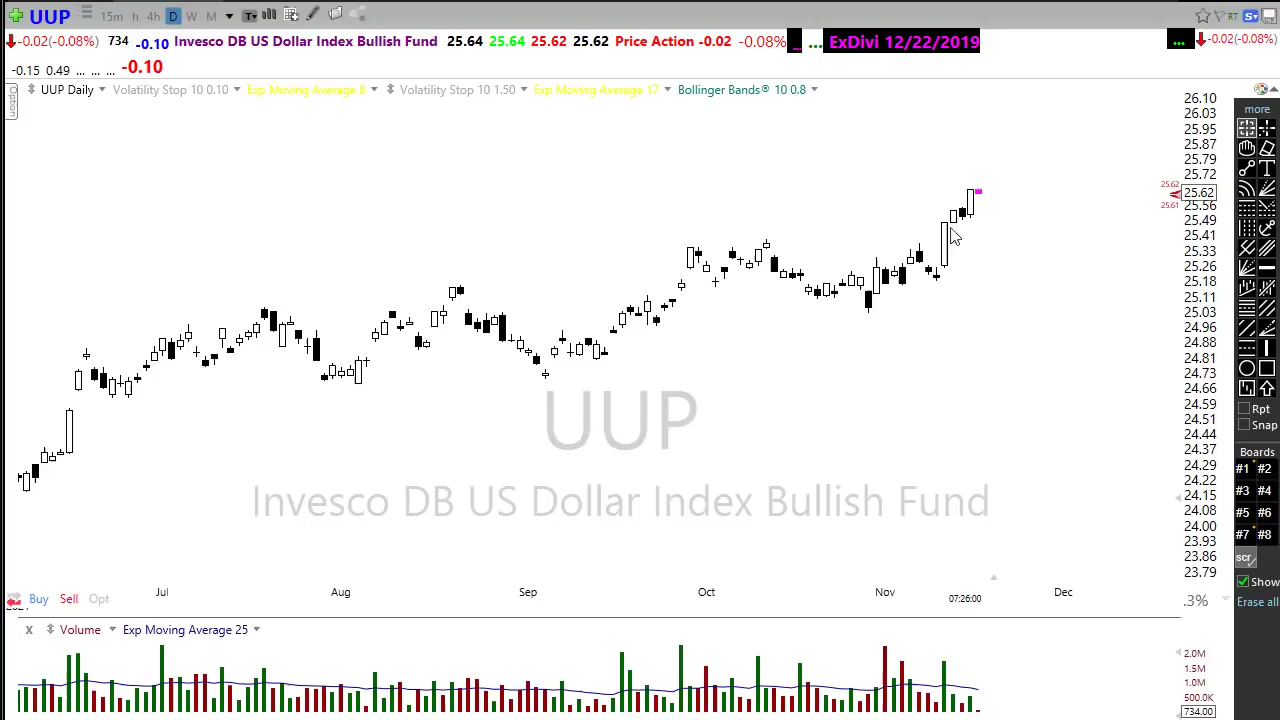 UUP 15m h 4h D W M T RT S
-0.02(-0.08%) 734 -0.10 Invesco DB US Dollar Index Bullish Fund 25.64 25.64 25.62 25.62 Price Action -0.02 -0.08% ... ... ExDivi 12/22/2019 ... -0.02(-0.08%)
-0.15 0.49 ... ... ... -0.10
Option
UUP Daily Volatility Stop 10 0.10 Exp Moving Average 8 Volatility Stop 10 1.50 Exp Moving Average 17 Bollinger Bands® 10 0.8
26.10
26.03
25.95
25.87
25.79
25.72
25.62
25.62
25.61
25.56
25.49
25.41
25.33
25.26
25.18
25.11
25.03
24.96
24.88
24.81
24.73
24.66
24.59
24.51
24.44
24.37
24.29
24.22
24.15
24.08
24.00
23.93
23.86
23.79
UUP
Invesco DB US Dollar Index Bullish Fund
more
T
Rpt
Snap
Boards
#1 #2
#3 #4
#5 #6
#7 #8
scr
Show
Erase all
Jul Aug Sep Oct Nov Dec
Buy Sell Opt 07:26:00 .3%
X Volume Exp Moving Average 25
2.0M
1.5M
1.0M
500.0K
734.00